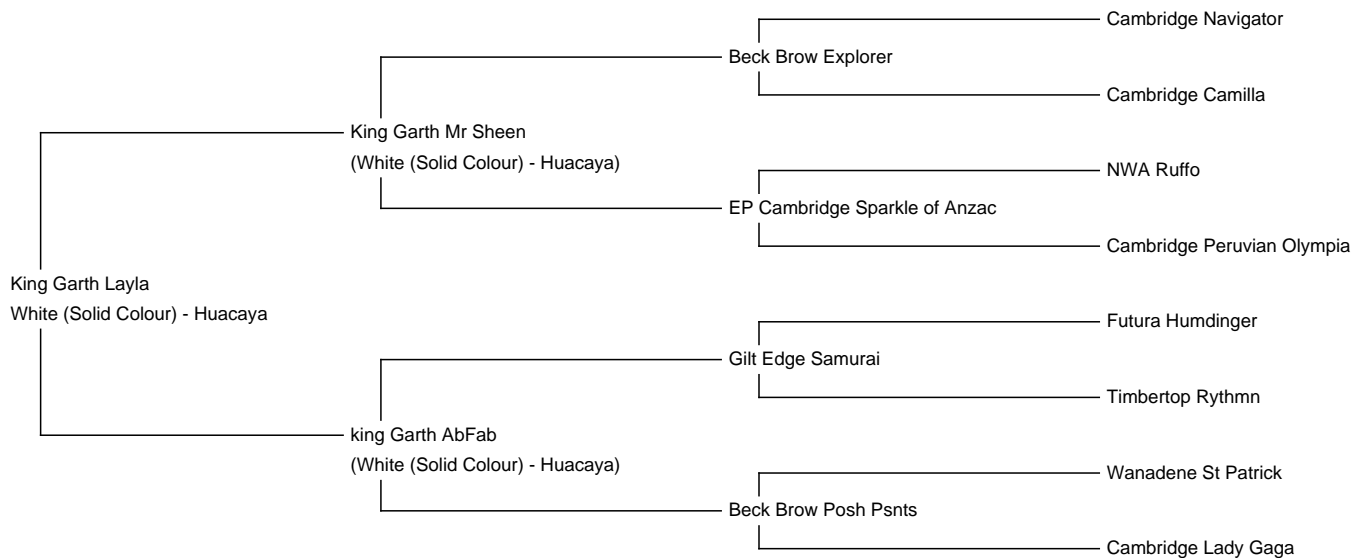 Cambridge Navigator
Beck Brow Explorer
Cambridge Camilla
King Garth Mr Sheen
(White (Solid Colour) - Huacaya)
NWA Ruffo
EP Cambridge Sparkle of Anzac
Cambridge Peruvian Olympia
King Garth Layla
White (Solid Colour) - Huacaya
Futura Humdinger
Gilt Edge Samurai
Timbertop Rythmn
king Garth AbFab
(White (Solid Colour) - Huacaya)
Wanadene St Patrick
Beck Brow Posh Psnts
Cambridge Lady Gaga